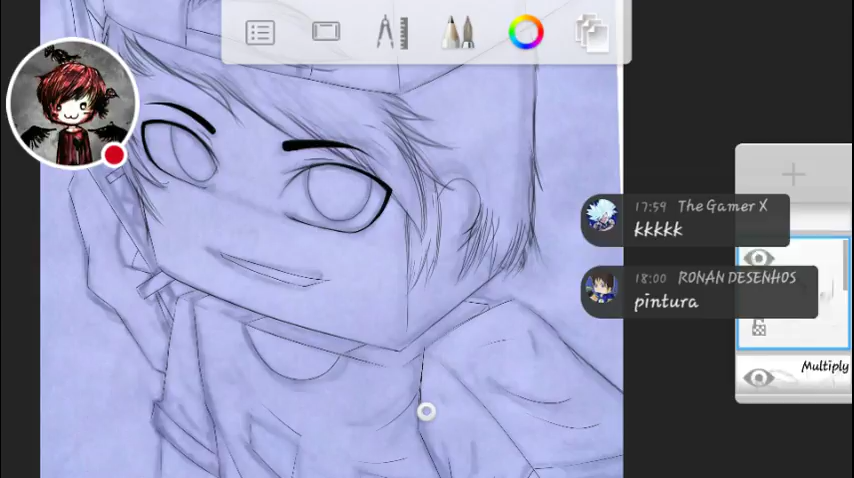 17:59 The Gamer X
kkkkk
18:00 RONAN DESENHOS
pintura
Multiply